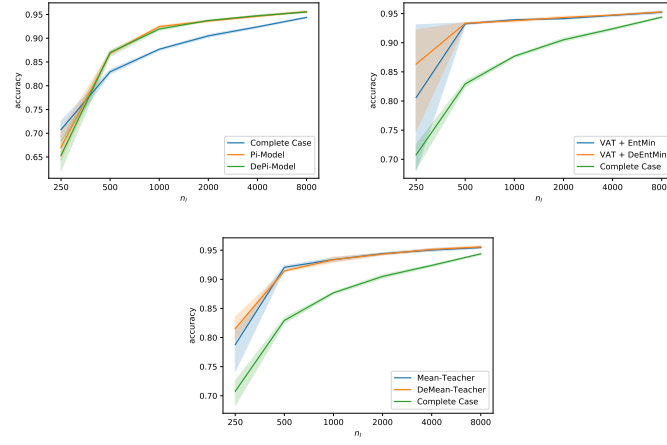 0.95
0.90
0.85
0.80
0.75
0.70
0.65
accuracy
250 500 1000 2000 4000 8000
n_l
Complete Case
Pi-Model
DePi-Model
0.95
0.90
0.85
0.80
0.75
0.70
accuracy
250 500 1000 2000 4000 8000
n_l
VAT + EntMin
VAT + DeEntMin
Complete Case
0.95
0.90
0.85
0.80
0.75
0.70
accuracy
250 500 1000 2000 4000 8000
n_l
Mean-Teacher
DeMean-Teacher
Complete Case